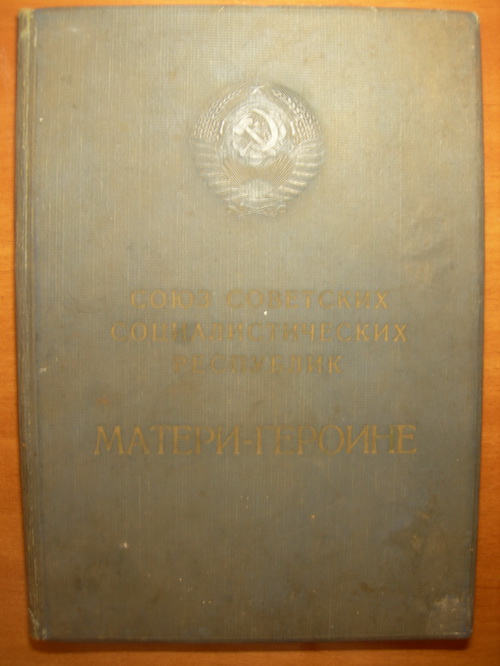 СОЮЗ СОВЕТСКИХ
СОЦИАЛИСТИЧЕСКИХ
РЕСПУБЛИК
МАТЕРИ-ГЕРОИНЕ